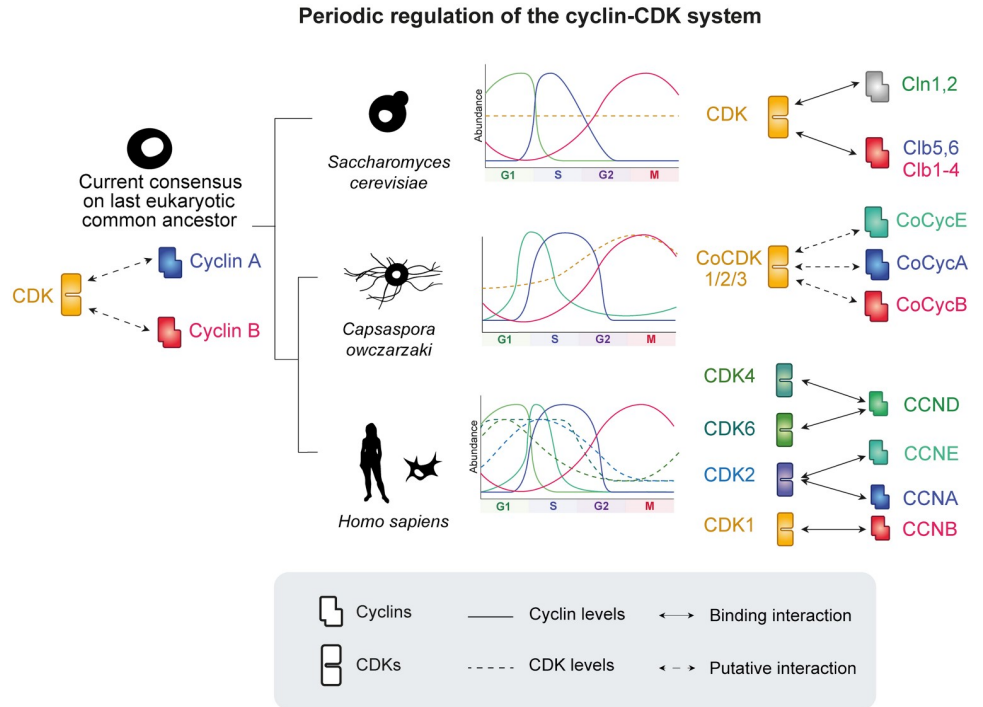 Periodic regulation of the cyclin-CDK system
Current consensus
on last eukaryotic
common ancestor
CDK
Cyclin A
Cyclin B
Saccharomyces
cerevisiae
Abundance
G1 S G2 M
CDK
Cln1,2
Clb5,6
Clb1-4
Capsaspora
owczarzaki
G1 S G2 M
CoCDK
1/2/3
CoCycE
CoCycA
CoCycB
Homo sapiens
Abundance
G1 S G2 M
CDK4
CDK6
CDK2
CDK1
CCND
CCNE
CCNA
CCNB
Cyclins
Cyclin levels
Binding interaction
CDKs
CDK levels
Putative interaction